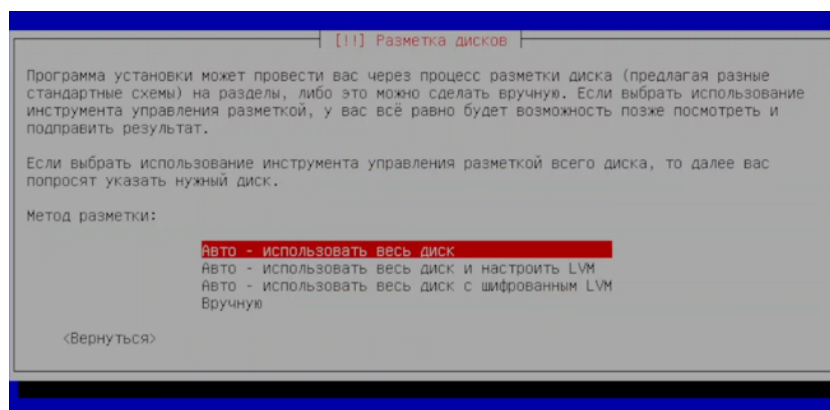 [!!] Разметка дисков
Программа установки может провести вас через процесс разметки диска (предлагая разные
стандартные схемы) на разделы, либо это можно сделать вручную. Если выбрать использование
инструмента управления разметкой, у вас всё равно будет возможность позже посмотреть и
подправить результат.
Если выбрать использование инструмента управления разметкой всего диска, то далее вас
попросят указать нужный диск.
Метод разметки:
Авто - использовать весь диск
Авто - использовать весь диск и настроить LVM
Авто - использовать весь диск с шифрованным LVM
Вручную
<Вернуться>